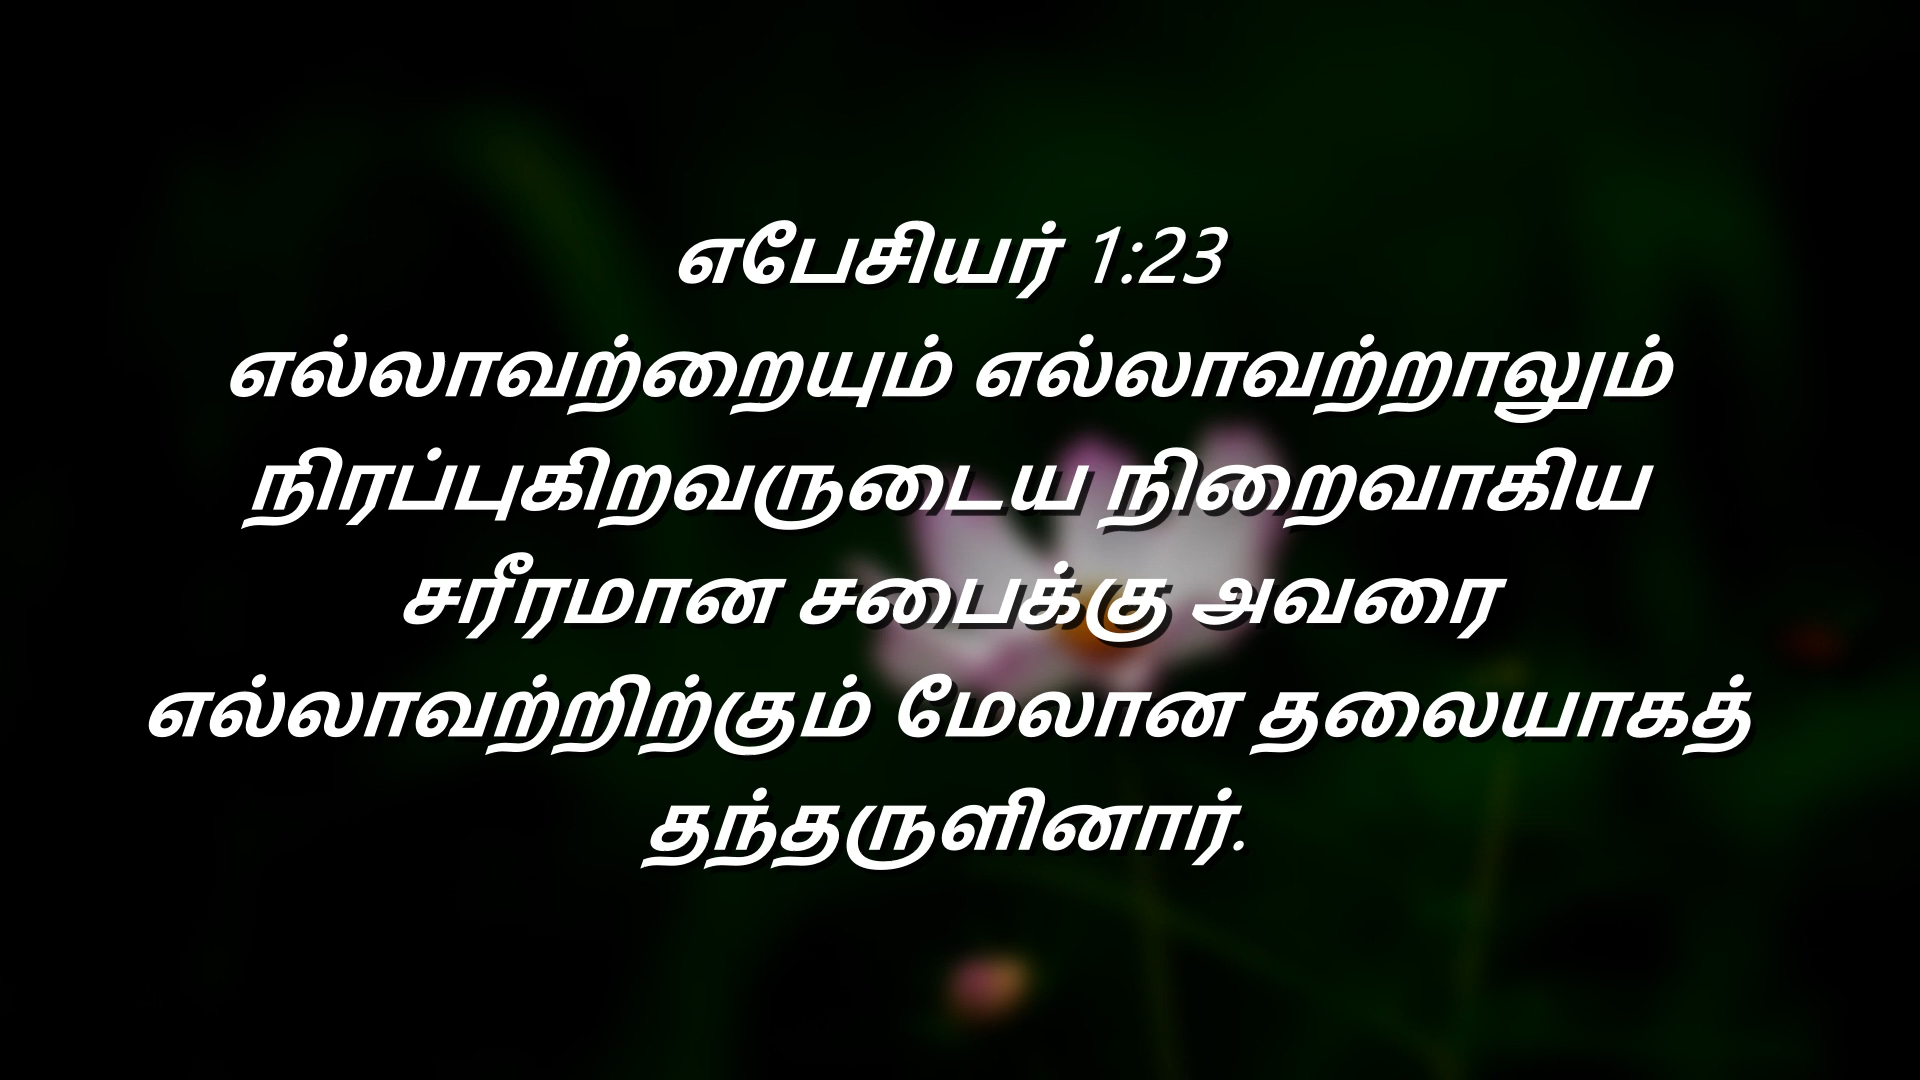 எபேசியர் 1:23
எல்லாவற்றையும் எல்லாவற்றாலும்
நிரப்புகிறவருடைய நிறைவாகிய
சரீரமான சபைக்கு அவரை
எல்லாவற்றிற்கும் மேலான தலையாகத்
தந்தருளினார்.